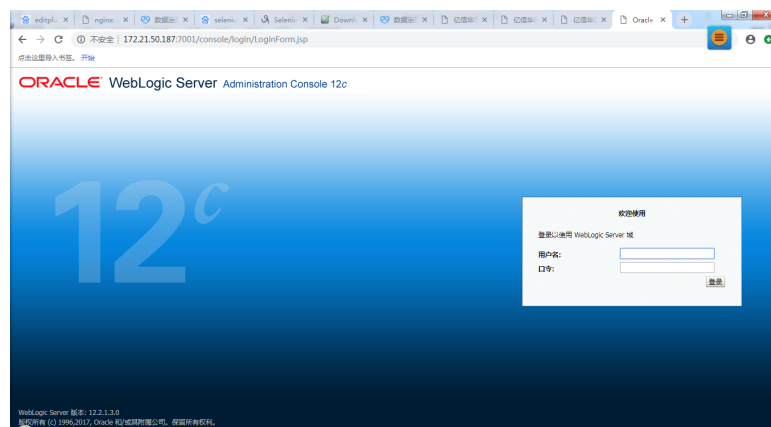 editplu
nginx
数据治
seleniu
Seleniu
Downl
数据治
亿信华
亿信华
亿信华
Oracle
不安全 | 172.21.50.187:7001/console/login/LoginForm.jsp
点击这里导入书签。 开始
ORACLE WebLogic Server Administration Console 12c
12c
欢迎使用
登录以使用 WebLogic Server 域
用户名:
口令:
登录
WebLogic Server 版本: 12.2.1.3.0
版权所有 (c) 1996,2017, Oracle 和/或其附属公司。保留所有权利。